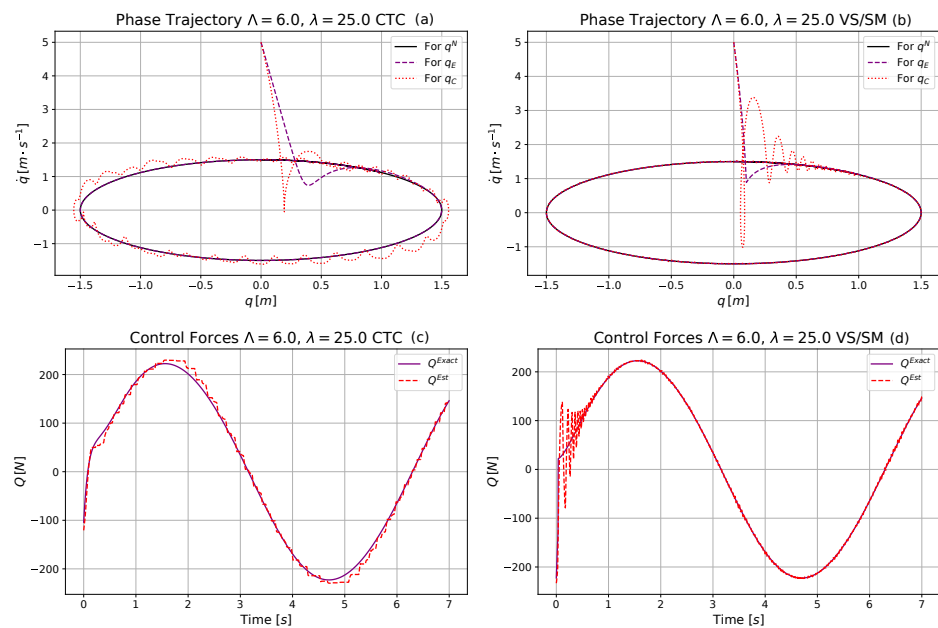 Phase Trajectory Λ = 6.0, λ = 25.0 CTC (a)
For q^N
For q_E
For q_C
5
4
3
2
1
0
−1
q̇ [m · s⁻¹]
−1.5 −1.0 −0.5 0.0 0.5 1.0 1.5
q [m]
Phase Trajectory Λ = 6.0, λ = 25.0 VS/SM (b)
For q^N
For q_E
For q_C
5
4
3
2
1
0
−1
q̇ [m · s⁻¹]
−1.5 −1.0 −0.5 0.0 0.5 1.0 1.5
q [m]
Control Forces Λ = 6.0, λ = 25.0 CTC (c)
Q^Exact
Q^Est
200
100
0
−100
−200
Q [N]
0 1 2 3 4 5 6 7
Time [s]
Control Forces Λ = 6.0, λ = 25.0 VS/SM (d)
Q^Exact
Q^Est
200
100
0
−100
−200
Q [N]
0 1 2 3 4 5 6 7
Time [s]